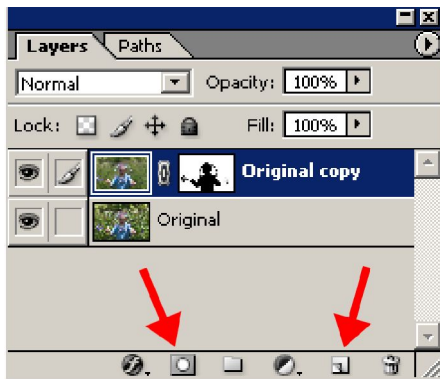 Layers Paths
Normal Opacity: 100%
Lock: Fill: 100%
Original copy
Original